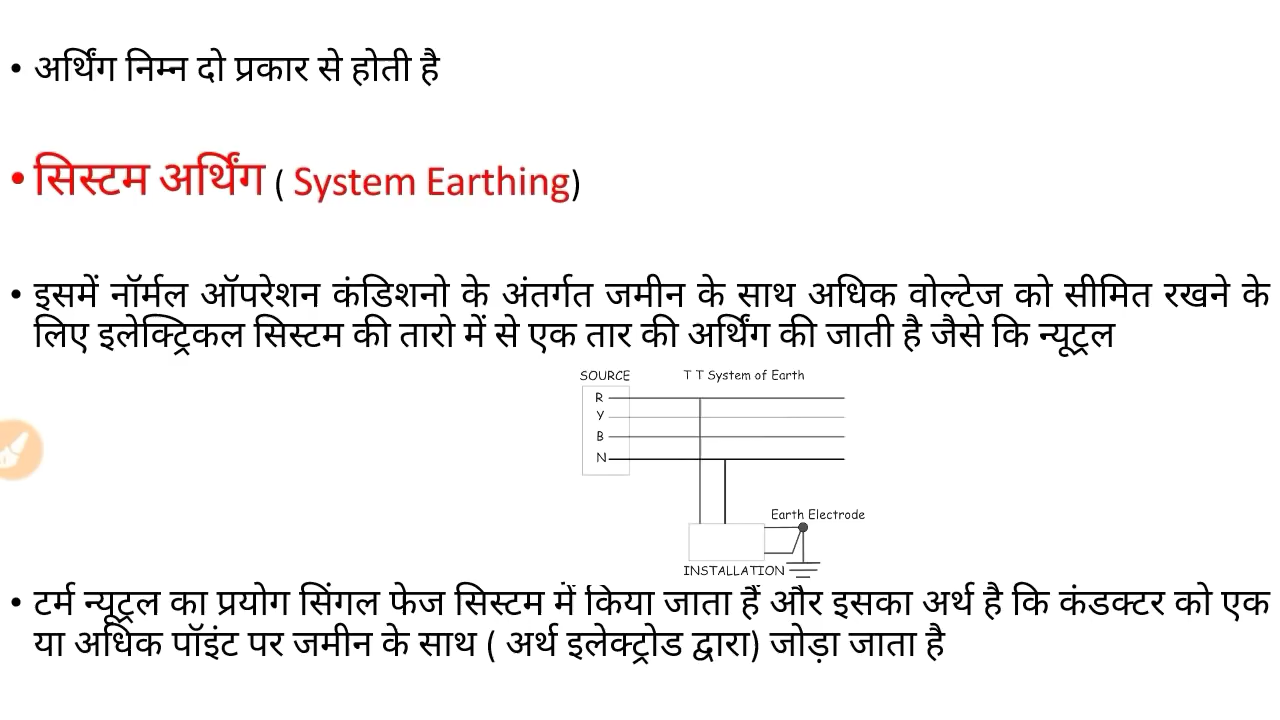 • अर्थिंग निम्न दो प्रकार से होती है
• सिस्टम अर्थिंग ( System Earthing)
• इसमें नॉर्मल ऑपरेशन कंडिशनो के अंतर्गत जमीन के साथ अधिक वोल्टेज को सीमित रखने के
लिए इलेक्ट्रिकल सिस्टम की तारो में से एक तार की अर्थिंग की जाती है जैसे कि न्यूट्रल
SOURCE T T System of Earth
R
Y
B
N
Earth Electrode
INSTALLATION
• टर्म न्यूट्रल का प्रयोग सिंगल फेज सिस्टम में किया जाता हैं और इसका अर्थ है कि कंडक्टर को एक
या अधिक पॉइंट पर जमीन के साथ ( अर्थ इलेक्ट्रोड द्वारा) जोड़ा जाता है